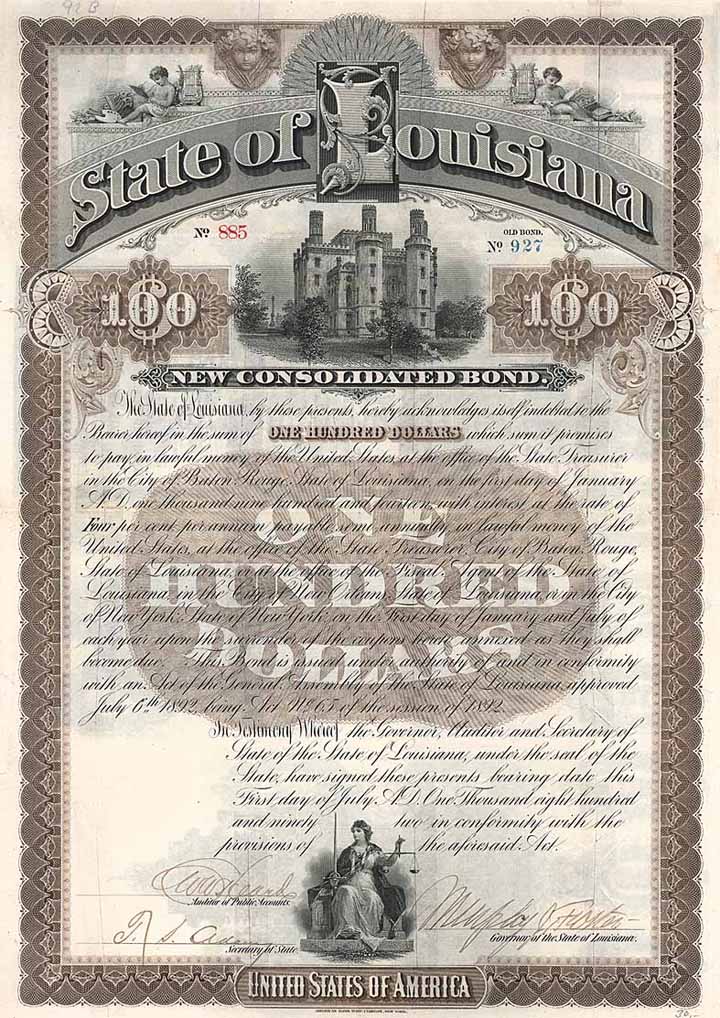 92 B
State of Louisiana
No 885
OLD BOND.
No 927
$100
$100
NEW CONSOLIDATED BOND.
The State of Louisiana, by these presents, hereby acknowledges itself indebted to the
Bearer hereof in the sum of ONE HUNDRED DOLLARS which sum it promises
to pay, in lawful money of the United States, at the office of the State Treasurer
in the City of Baton Rouge, State of Louisiana, on the first day of January
A.D. one thousand nine hundred and fourteen with interest at the rate of
Four per cent. per annum payable semi annually, in lawful money of the
United States, at the office of the State Treasurer, City of Baton Rouge,
State of Louisiana, or at the office of the Fiscal Agent of the State of
Louisiana, in the City of New Orleans, State of Louisiana, or in the City
of New York, State of New York, on the first day of January and July of
each year upon the surrender of the coupons hereto annexed as they shall
become due. This Bond is issued under authority of and in conformity
with an Act of the General Assembly of the State of Louisiana, approved
July 6th 1892, being Act No 65 of the session of 1892.
ONE
HUNDRED
DOLLARS
In Testimony Whereof the Governor, Auditor and Secretary of
State of the State of Louisiana, under the seal of the
State, have signed these presents bearing date this
First day of July A.D. One Thousand eight hundred
and ninety two in conformity with the
provisions of the aforesaid Act.
Auditor of Public Accounts.
T. S.
Secretary of State.
Murphy J. Foster
Governor of the State of Louisiana.
UNITED STATES OF AMERICA
30,-